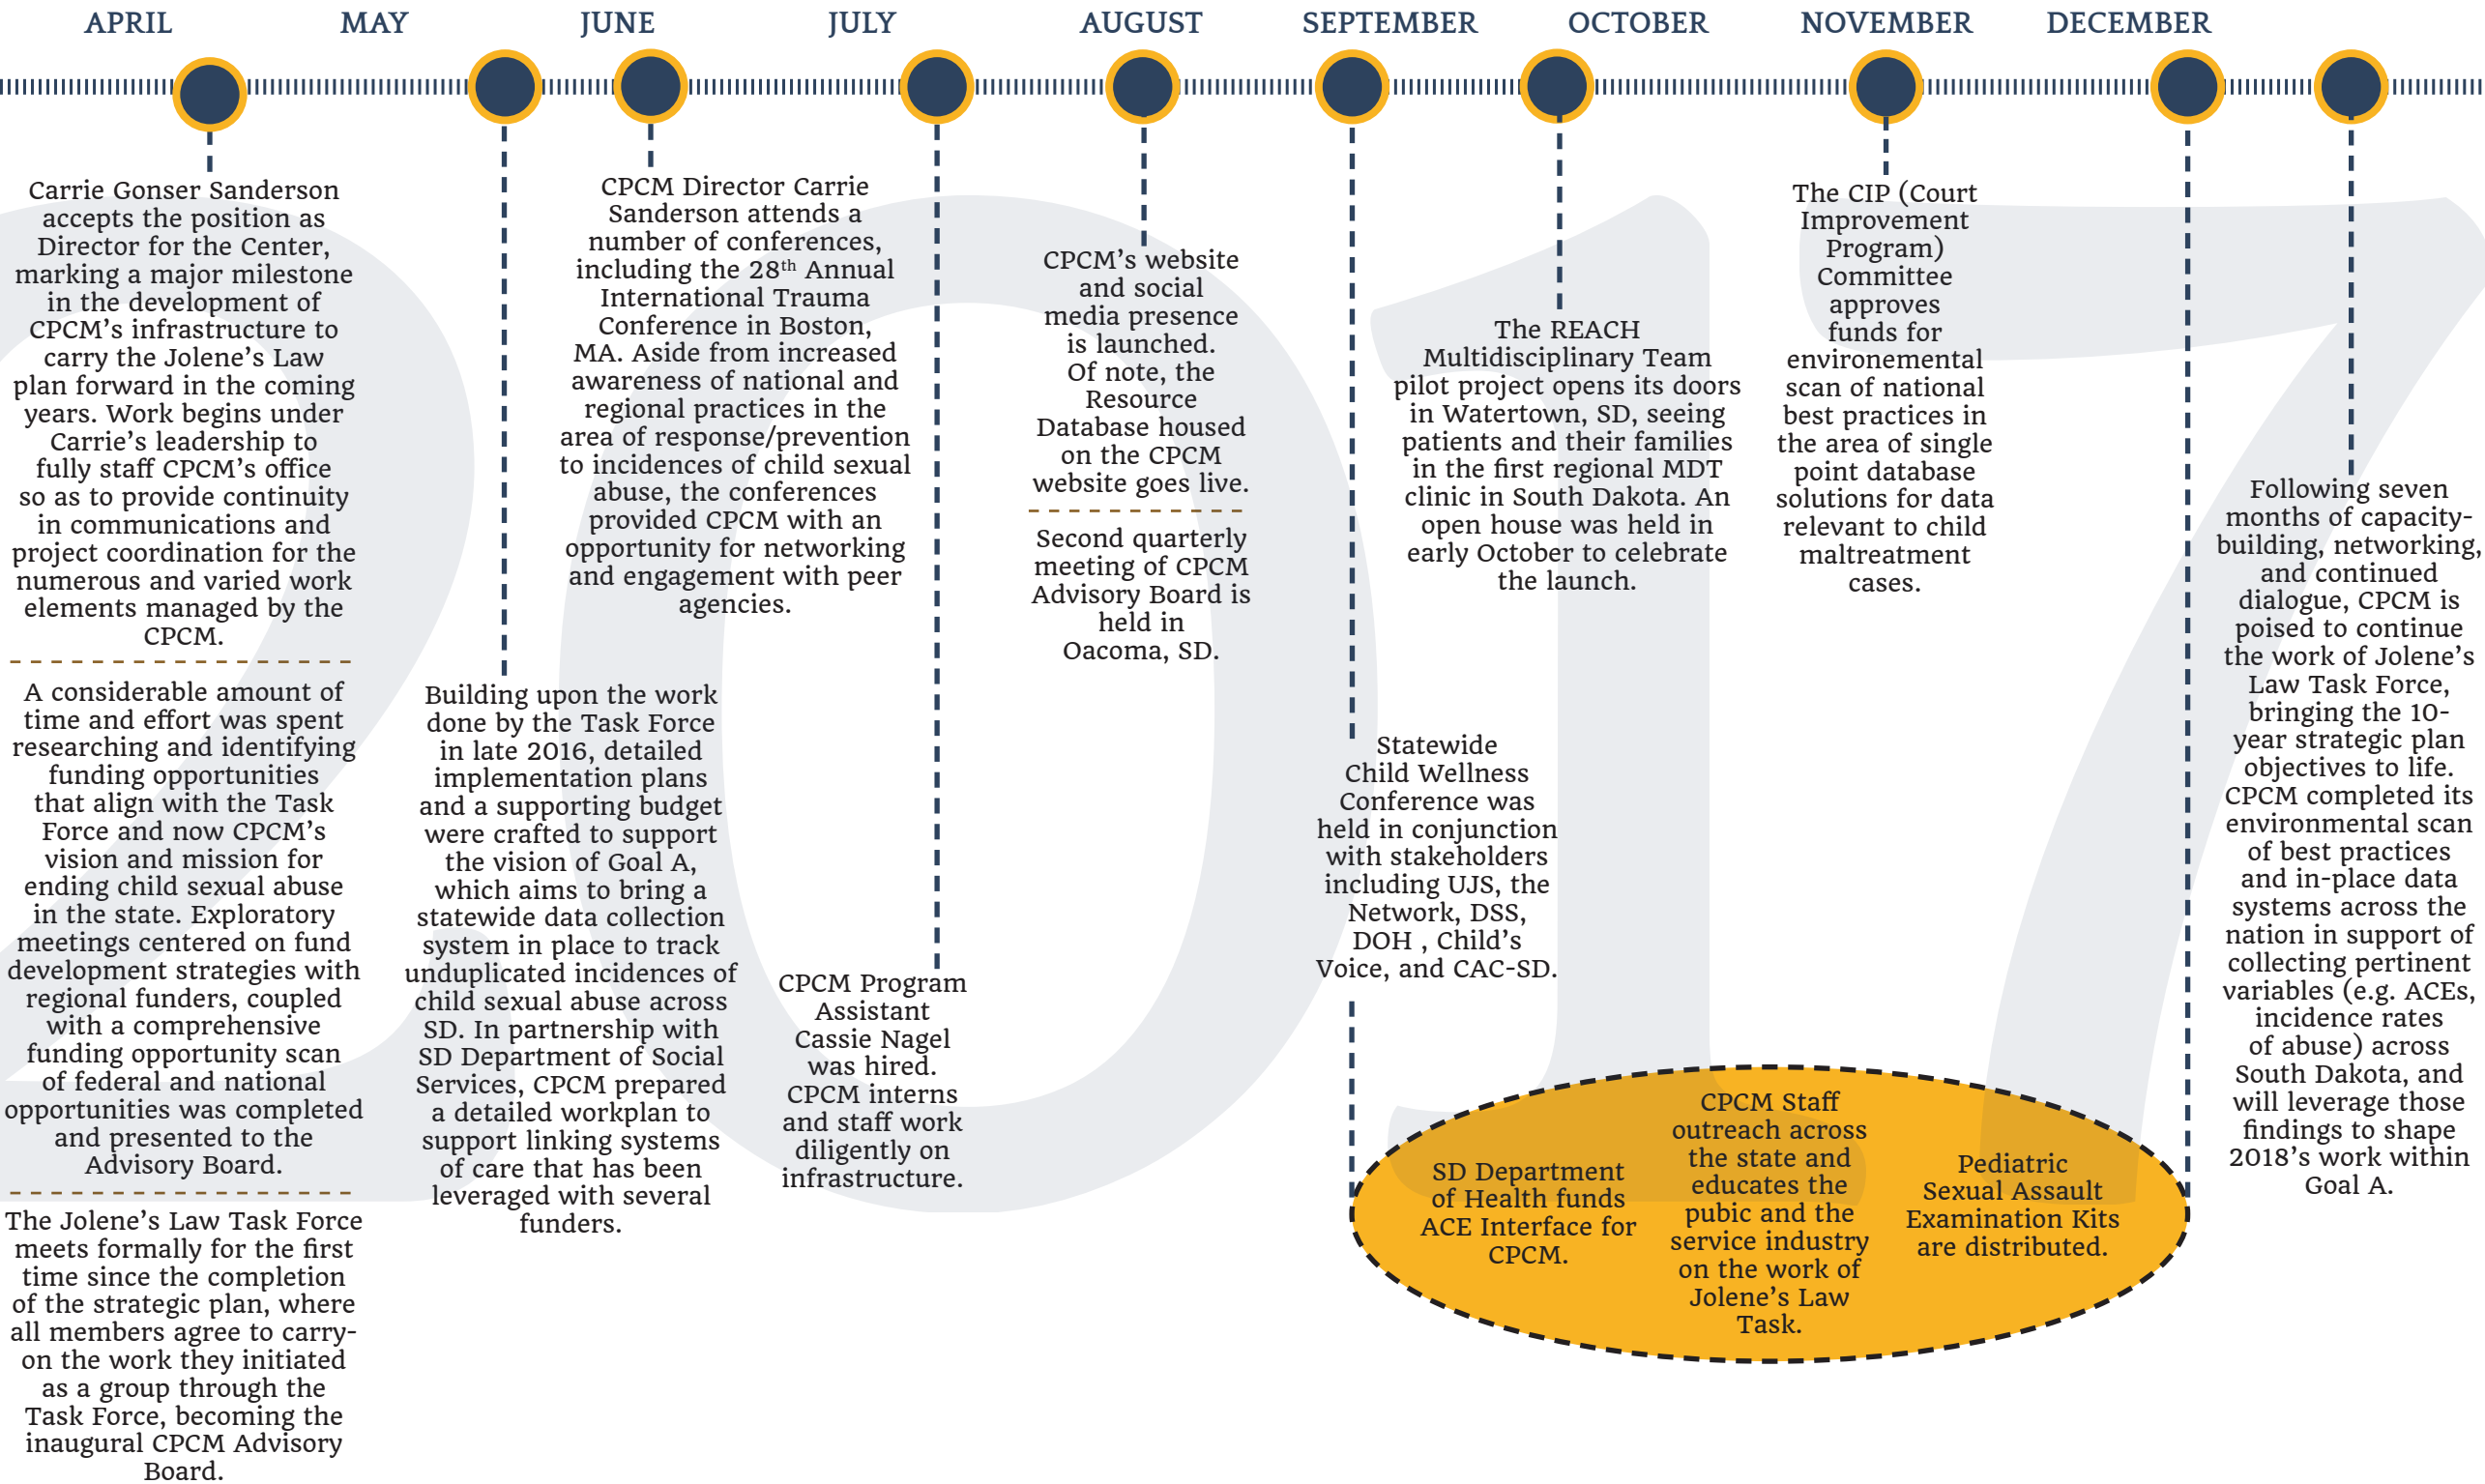 APRIL MAY JUNE JULY AUGUST SEPTEMBER OCTOBER NOVEMBER DECEMBER
Carrie Gonser Sanderson
accepts the position as
Director for the Center,
marking a major milestone
in the development of
CPCM’s infrastructure to
carry the Jolene’s Law
plan forward in the coming
years. Work begins under
Carrie’s leadership to
fully staff CPCM’s office
so as to provide continuity
in communications and
project coordination for the
numerous and varied work
elements managed by the
CPCM.
A considerable amount of
time and effort was spent
researching and identifying
funding opportunities
that align with the Task
Force and now CPCM’s
vision and mission for
ending child sexual abuse
in the state. Exploratory
meetings centered on fund
development strategies with
regional funders, coupled
with a comprehensive
funding opportunity scan
of federal and national
opportunities was completed
and presented to the
Advisory Board.
The Jolene’s Law Task Force
meets formally for the first
time since the completion
of the strategic plan, where
all members agree to carry-
on the work they initiated
as a group through the
Task Force, becoming the
inaugural CPCM Advisory
Board.
Building upon the work
done by the Task Force
in late 2016, detailed
implementation plans
and a supporting budget
were crafted to support
the vision of Goal A,
which aims to bring a
statewide data collection
system in place to track
unduplicated incidences of
child sexual abuse across
SD. In partnership with
SD Department of Social
Services, CPCM prepared
a detailed workplan to
support linking systems
of care that has been
leveraged with several
funders.
CPCM Director Carrie
Sanderson attends a
number of conferences,
including the 28th Annual
International Trauma
Conference in Boston,
MA. Aside from increased
awareness of national and
regional practices in the
area of response/prevention
to incidences of child sexual
abuse, the conferences
provided CPCM with an
opportunity for networking
and engagement with peer
agencies.
CPCM Program
Assistant
Cassie Nagel
was hired.
CPCM interns
and staff work
diligently on
infrastructure.
CPCM’s website
and social
media presence
is launched.
Of note, the
Resource
Database housed
on the CPCM
website goes live.
Second quarterly
meeting of CPCM
Advisory Board is
held in
Oacoma, SD.
Statewide
Child Wellness
Conference was
held in conjunction
with stakeholders
including UJS, the
Network, DSS,
DOH , Child’s
Voice, and CAC-SD.
The REACH
Multidisciplinary Team
pilot project opens its doors
in Watertown, SD, seeing
patients and their families
in the first regional MDT
clinic in South Dakota. An
open house was held in
early October to celebrate
the launch.
The CIP (Court
Improvement
Program)
Committee
approves
funds for
environemental
scan of national
best practices in
the area of single
point database
solutions for data
relevant to child
maltreatment
cases.
SD Department
of Health funds
ACE Interface for
CPCM.
CPCM Staff
outreach across
the state and
educates the
pubic and the
service industry
on the work of
Jolene’s Law
Task.
Pediatric
Sexual Assault
Examination Kits
are distributed.
Following seven
months of capacity-
building, networking,
and continued
dialogue, CPCM is
poised to continue
the work of Jolene’s
Law Task Force,
bringing the 10-
year strategic plan
objectives to life.
CPCM completed its
environmental scan
of best practices
and in-place data
systems across the
nation in support of
collecting pertinent
variables (e.g. ACEs,
incidence rates
of abuse) across
South Dakota, and
will leverage those
findings to shape
2018’s work within
Goal A.
2017